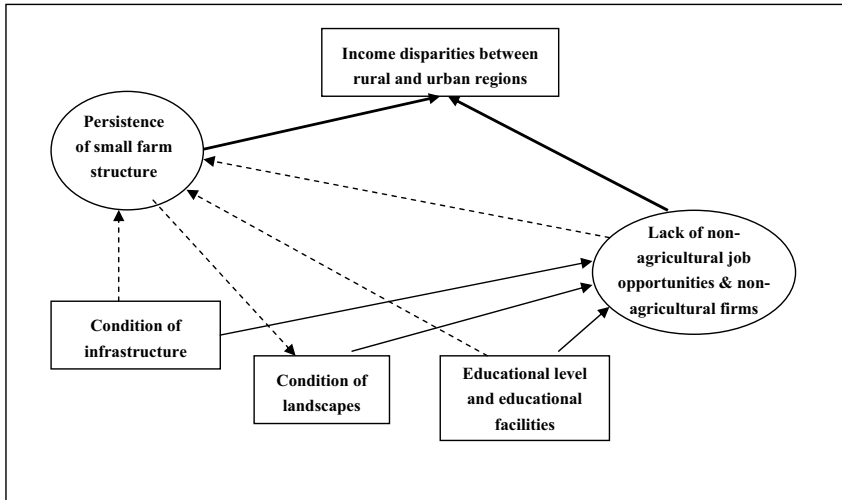 Income disparities between
rural and urban regions
Persistence
of small farm
structure
Lack of non-
agricultural job
opportunities & non-
agricultural firms
Condition of
infrastructure
Condition of
landscapes
Educational level
and educational
facilities